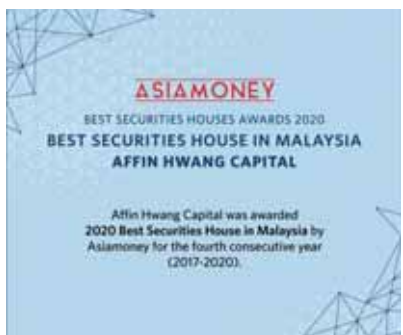 ASIAMONEY
BEST SECURITIES HOUSES AWARDS 2020
BEST SECURITIES HOUSE IN MALAYSIA
AFFIN HWANG CAPITAL
Affin Hwang Capital was awarded
2020 Best Securities House in Malaysia by
Asiamoney for the fourth consecutive year
(2017-2020).